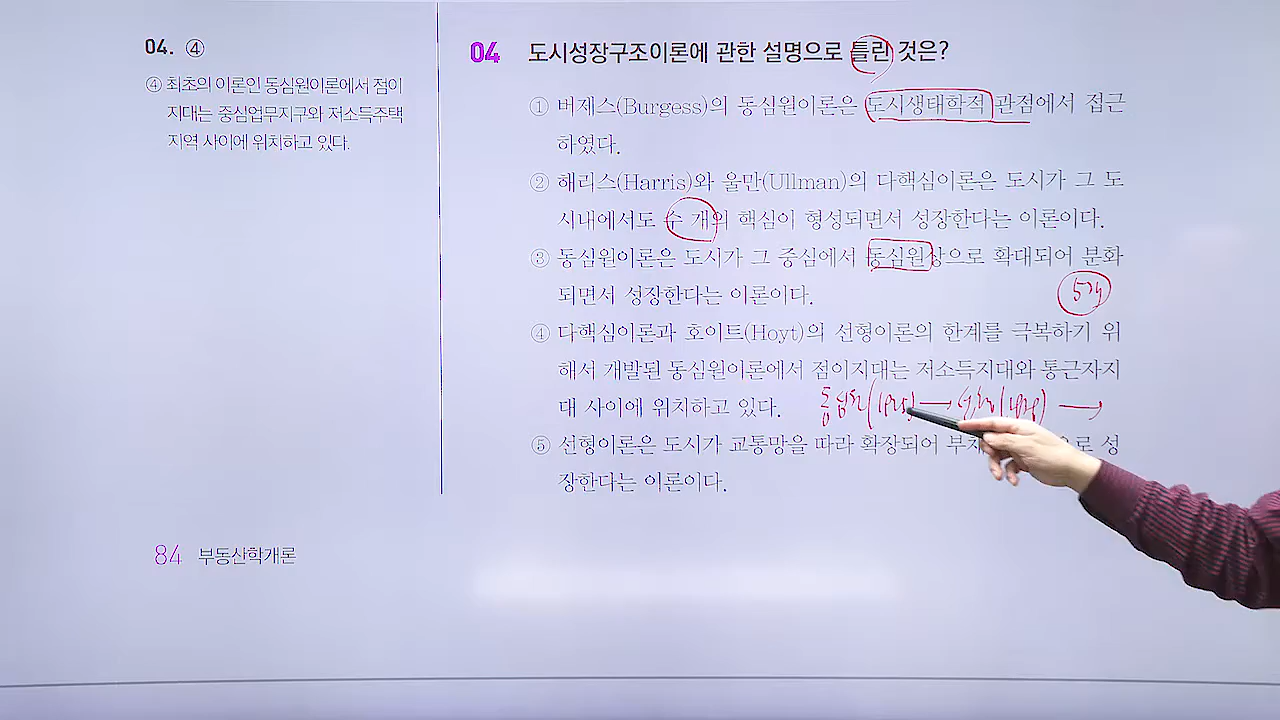 04. ④
④ 최초의 이론인 동심원이론에서 점이
지대는 중심업무지구와 저소득주택
지역 사이에 위치하고 있다.
04 도시성장구조이론에 관한 설명으로 틀린 것은?
① 버제스(Burgess)의 동심원이론은 도시생태학적 관점에서 접근
하였다.
② 해리스(Harris)와 울만(Ullman)의 다핵심이론은 도시가 그 도
시내에서도 수 개의 핵심이 형성되면서 성장한다는 이론이다.
③ 동심원이론은 도시가 그 중심에서 동심원상으로 확대되어 분화
되면서 성장한다는 이론이다.
5개
④ 다핵심이론과 호이트(Hoyt)의 선형이론의 한계를 극복하기 위
해서 개발된 동심원이론에서 점이지대는 저소득지대와 통근자지
대 사이에 위치하고 있다.
⑤ 선형이론은 도시가 교통망을 따라 확장되어 성
장한다는 이론이다.
84 부동산학개론